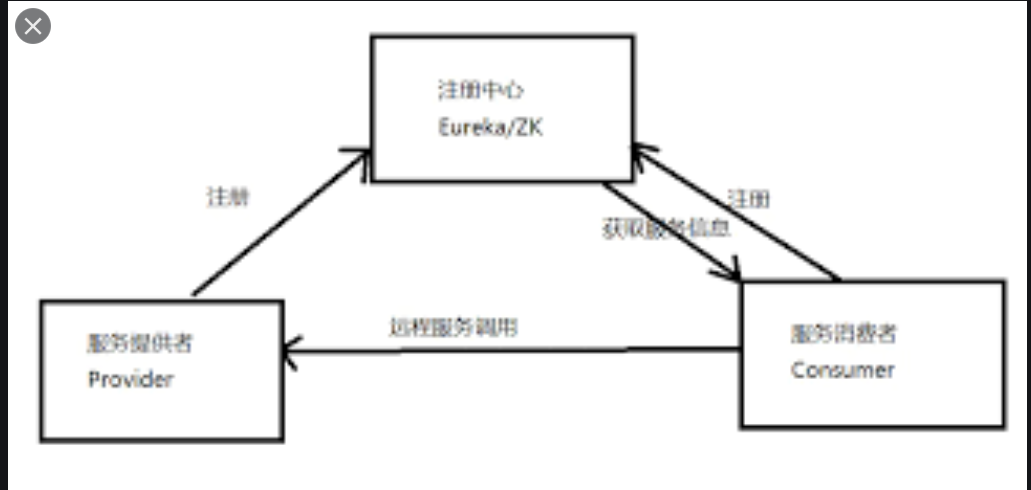 注册中心
Eureka/ZK
注册
注册
获取服务信息
远程服务调用
服务提供者
Provider
服务消费者
Consumer